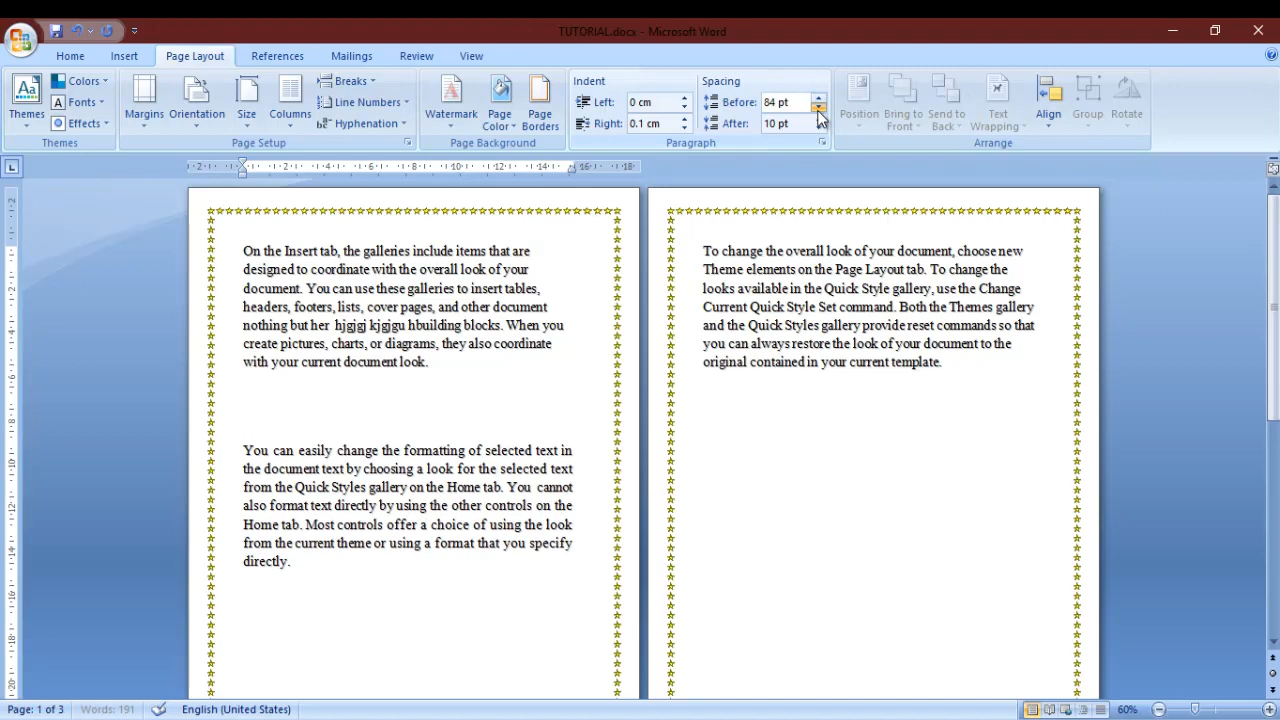 TUTORIAL.docx - Microsoft Word
Home Insert Page Layout References Mailings Review View
Aa Themes Colors Fonts Effects
Margins Orientation Size Columns Breaks Line Numbers Hyphenation
Watermark Page Color Page Borders
Indent Left: 0 cm Right: 0.1 cm
Spacing Before: 84 pt After: 10 pt
Position Bring to Front Send to Back Text Wrapping Align Group Rotate
Themes Page Setup Page Background Paragraph Arrange
On the Insert tab, the galleries include items that are
designed to coordinate with the overall look of your
document. You can use these galleries to insert tables,
headers, footers, lists, cover pages, and other document
nothing but her hjgjgj kjgjgu hbuilding blocks. When you
create pictures, charts, or diagrams, they also coordinate
with your current document look.
You can easily change the formatting of selected text in
the document text by choosing a look for the selected text
from the Quick Styles gallery on the Home tab. You cannot
also format text directly by using the other controls on the
Home tab. Most controls offer a choice of using the look
from the current theme or using a format that you specify
directly.
To change the overall look of your document, choose new
Theme elements on the Page Layout tab. To change the
looks available in the Quick Style gallery, use the Change
Current Quick Style Set command. Both the Themes gallery
and the Quick Styles gallery provide reset commands so that
you can always restore the look of your document to the
original contained in your current template.
Page: 1 of 3 Words: 191 English (United States) 60%